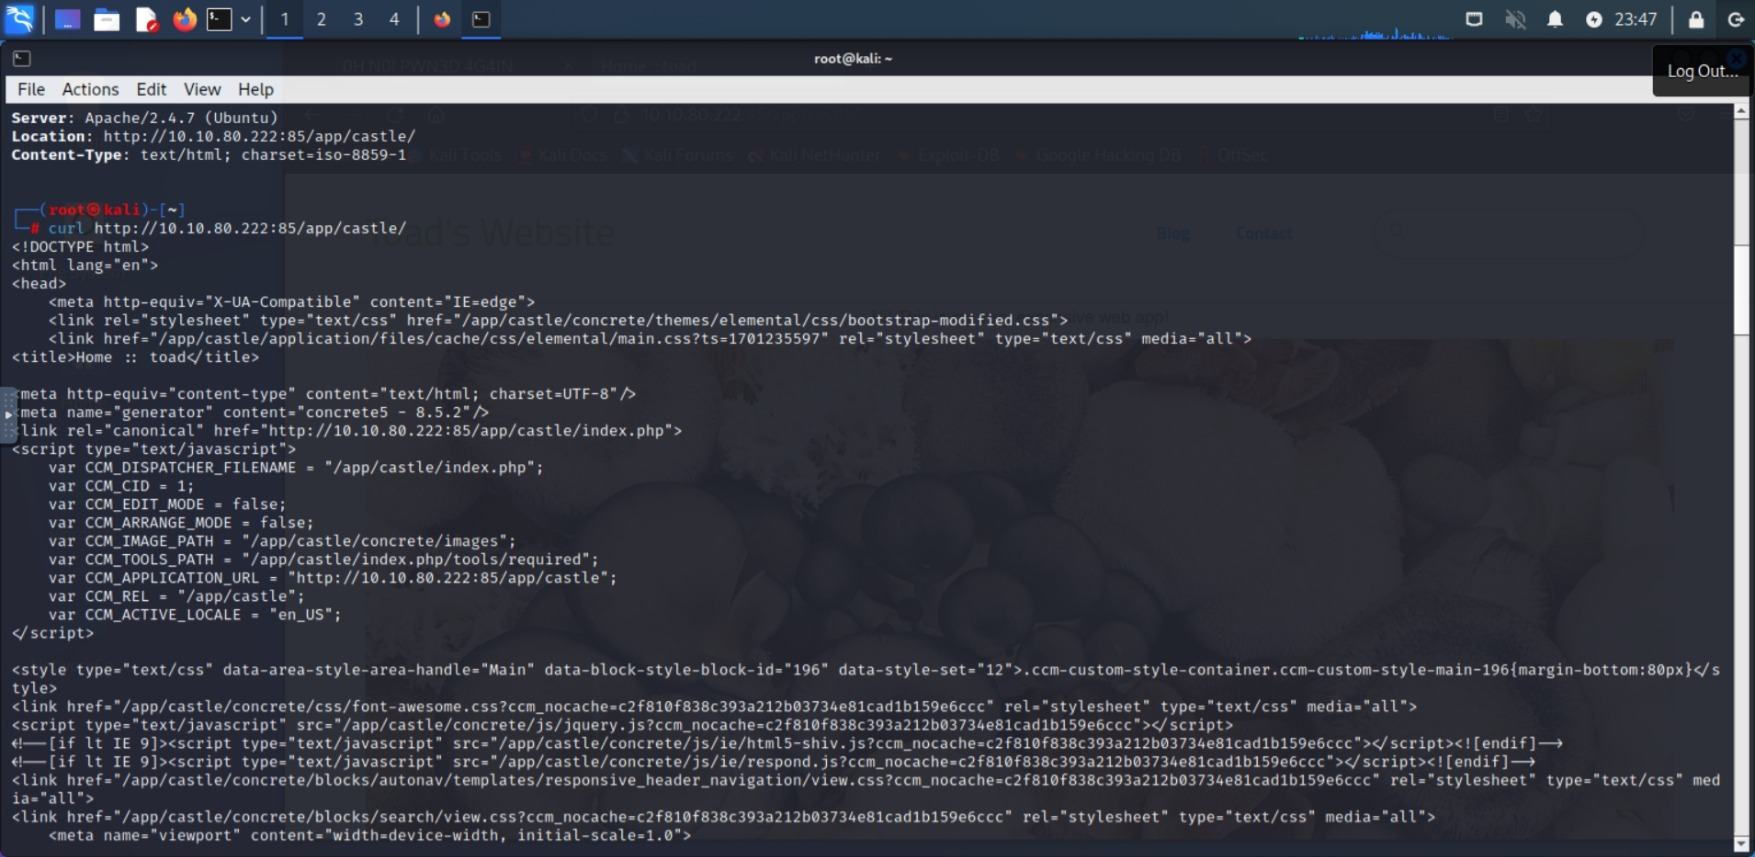 1 2 3 4 23:47
root@kali: ~
Log Out...
File Actions Edit View Help
Server: Apache/2.4.7 (Ubuntu)
Location: http://10.10.80.222:85/app/castle/
Content-Type: text/html; charset=iso-8859-1
Kali Tools Kali Docs Kali Forums Kali NetHunter Exploit-DB Google Hacking DB OffSec
(root㉿kali)-[~]
# curl http://10.10.80.222:85/app/castle/
Toad's Website Blog Contact
<!DOCTYPE html>
<html lang="en">
<head>
<meta http-equiv="X-UA-Compatible" content="IE=edge">
<link rel="stylesheet" type="text/css" href="/app/castle/concrete/themes/elemental/css/bootstrap-modified.css">
<link href="/app/castle/application/files/cache/css/elemental/main.css?ts=1701235597" rel="stylesheet" type="text/css" media="all">
<title>Home :: toad</title>
<meta http-equiv="content-type" content="text/html; charset=UTF-8"/>
<meta name="generator" content="concrete5 - 8.5.2"/>
<link rel="canonical" href="http://10.10.80.222:85/app/castle/index.php">
<script type="text/javascript">
var CCM_DISPATCHER_FILENAME = "/app/castle/index.php";
var CCM_CID = 1;
var CCM_EDIT_MODE = false;
var CCM_ARRANGE_MODE = false;
var CCM_IMAGE_PATH = "/app/castle/concrete/images";
var CCM_TOOLS_PATH = "/app/castle/index.php/tools/required";
var CCM_APPLICATION_URL = "http://10.10.80.222:85/app/castle";
var CCM_REL = "/app/castle";
var CCM_ACTIVE_LOCALE = "en_US";
</script>
<style type="text/css" data-area-style-area-handle="Main" data-block-style-block-id="196" data-style-set="12">.ccm-custom-style-container.ccm-custom-style-main-196{margin-bottom:80px}</s
tyle>
<link href="/app/castle/concrete/css/font-awesome.css?ccm_nocache=c2f810f838c393a212b03734e81cad1b159e6ccc" rel="stylesheet" type="text/css" media="all">
<script type="text/javascript" src="/app/castle/concrete/js/jquery.js?ccm_nocache=c2f810f838c393a212b03734e81cad1b159e6ccc"></script>
<!--[if lt IE 9]><script type="text/javascript" src="/app/castle/concrete/js/ie/html5-shiv.js?ccm_nocache=c2f810f838c393a212b03734e81cad1b159e6ccc"></script><![endif]-->
<!--[if lt IE 9]><script type="text/javascript" src="/app/castle/concrete/js/ie/respond.js?ccm_nocache=c2f810f838c393a212b03734e81cad1b159e6ccc"></script><![endif]-->
<link href="/app/castle/concrete/blocks/autonav/templates/responsive_header_navigation/view.css?ccm_nocache=c2f810f838c393a212b03734e81cad1b159e6ccc" rel="stylesheet" type="text/css" med
ia="all">
<link href="/app/castle/concrete/blocks/search/view.css?ccm_nocache=c2f810f838c393a212b03734e81cad1b159e6ccc" rel="stylesheet" type="text/css" media="all">
<meta name="viewport" content="width=device-width, initial-scale=1.0">